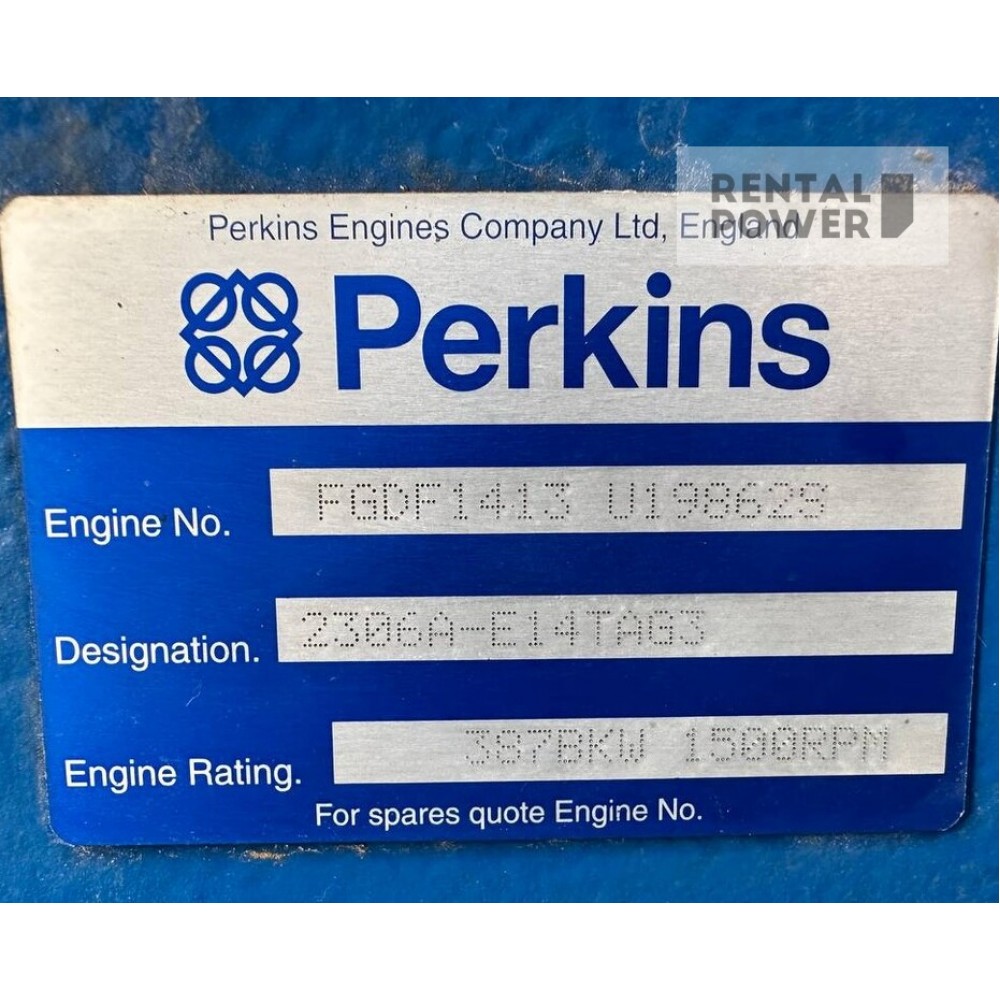 RENTAL
POWER
Perkins Engines Company Ltd, England
Perkins
Engine No. FGDF1413 U198629
Designation. 2306A-E14TAG3
Engine Rating. 387BKW 1500RPM
For spares quote Engine No.